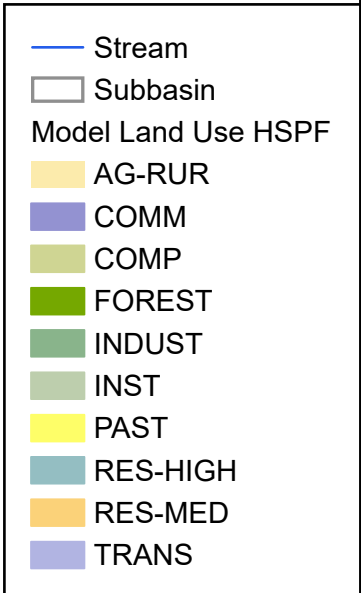 Stream
Subbasin
Model Land Use HSPF
AG-RUR
COMM
COMP
FOREST
INDUST
INST
PAST
RES-HIGH
RES-MED
TRANS